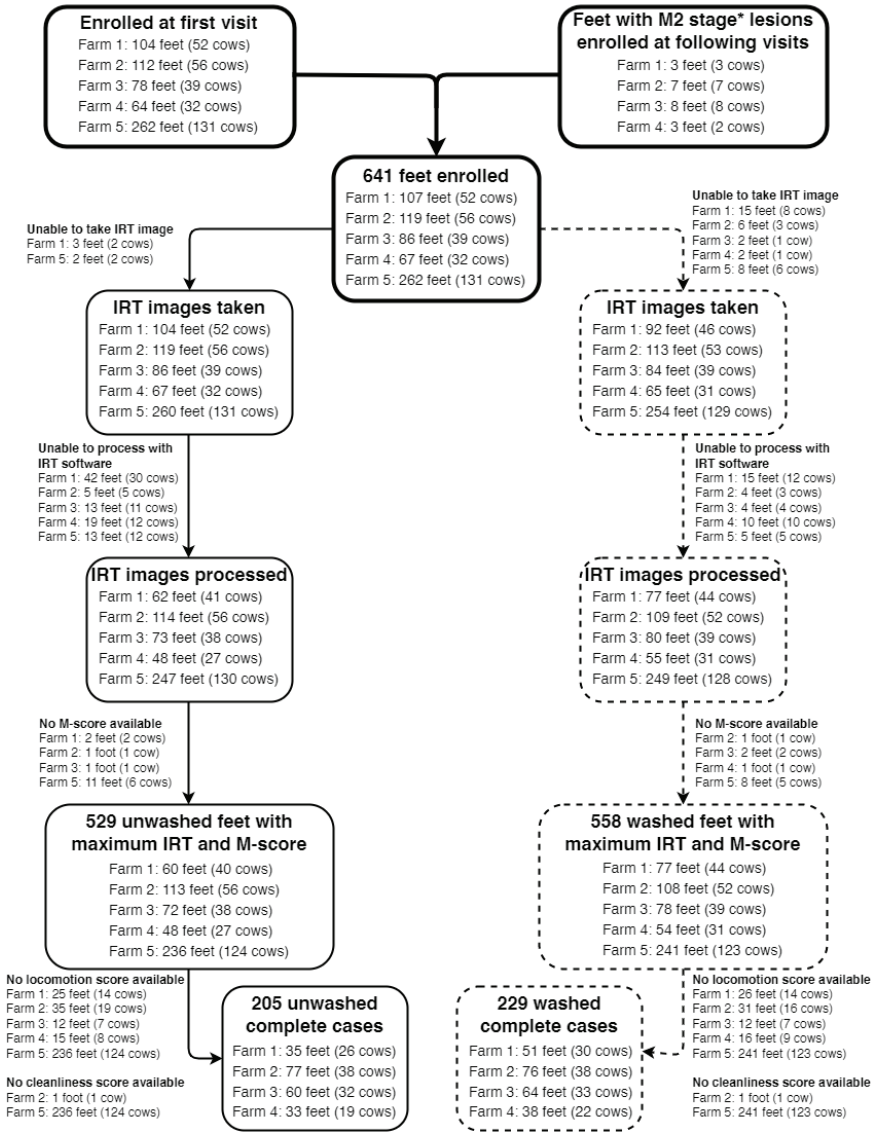 Enrolled at first visit
Farm 1: 104 feet (52 cows)
Farm 2: 112 feet (56 cows)
Farm 3: 78 feet (39 cows)
Farm 4: 64 feet (32 cows)
Farm 5: 262 feet (131 cows)
Feet with M2 stage* lesions
enrolled at following visits
Farm 1: 3 feet (3 cows)
Farm 2: 7 feet (7 cows)
Farm 3: 8 feet (8 cows)
Farm 4: 3 feet (2 cows)
641 feet enrolled
Farm 1: 107 feet (52 cows)
Farm 2: 119 feet (56 cows)
Farm 3: 86 feet (39 cows)
Farm 4: 67 feet (32 cows)
Farm 5: 262 feet (131 cows)
Unable to take IRT image
Farm 1: 3 feet (2 cows)
Farm 5: 2 feet (2 cows)
Unable to take IRT image
Farm 1: 15 feet (8 cows)
Farm 2: 6 feet (3 cows)
Farm 3: 2 feet (1 cow)
Farm 4: 2 feet (1 cow)
Farm 5: 8 feet (6 cows)
IRT images taken
Farm 1: 104 feet (52 cows)
Farm 2: 119 feet (56 cows)
Farm 3: 86 feet (39 cows)
Farm 4: 67 feet (32 cows)
Farm 5: 260 feet (131 cows)
IRT images taken
Farm 1: 92 feet (46 cows)
Farm 2: 113 feet (53 cows)
Farm 3: 84 feet (39 cows)
Farm 4: 65 feet (31 cows)
Farm 5: 254 feet (129 cows)
Unable to process with
IRT software
Farm 1: 42 feet (30 cows)
Farm 2: 5 feet (5 cows)
Farm 3: 13 feet (11 cows)
Farm 4: 19 feet (12 cows)
Farm 5: 13 feet (12 cows)
Unable to process with
IRT software
Farm 1: 15 feet (12 cows)
Farm 2: 4 feet (3 cows)
Farm 3: 4 feet (4 cows)
Farm 4: 10 feet (10 cows)
Farm 5: 5 feet (5 cows)
IRT images processed
Farm 1: 62 feet (41 cows)
Farm 2: 114 feet (56 cows)
Farm 3: 73 feet (38 cows)
Farm 4: 48 feet (27 cows)
Farm 5: 247 feet (130 cows)
IRT images processed
Farm 1: 77 feet (44 cows)
Farm 2: 109 feet (52 cows)
Farm 3: 80 feet (39 cows)
Farm 4: 55 feet (31 cows)
Farm 5: 249 feet (128 cows)
No M-score available
Farm 1: 2 feet (2 cows)
Farm 2: 1 foot (1 cow)
Farm 3: 1 foot (1 cow)
Farm 5: 11 feet (6 cows)
No M-score available
Farm 2: 1 foot (1 cow)
Farm 3: 2 feet (2 cows)
Farm 4: 1 foot (1 cow)
Farm 5: 8 feet (5 cows)
529 unwashed feet with
maximum IRT and M-score
Farm 1: 60 feet (40 cows)
Farm 2: 113 feet (56 cows)
Farm 3: 72 feet (38 cows)
Farm 4: 48 feet (27 cows)
Farm 5: 236 feet (124 cows)
558 washed feet with
maximum IRT and M-score
Farm 1: 77 feet (44 cows)
Farm 2: 108 feet (52 cows)
Farm 3: 78 feet (39 cows)
Farm 4: 54 feet (31 cows)
Farm 5: 241 feet (123 cows)
No locomotion score available
Farm 1: 25 feet (14 cows)
Farm 2: 35 feet (19 cows)
Farm 3: 12 feet (7 cows)
Farm 4: 15 feet (8 cows)
Farm 5: 236 feet (124 cows)
No cleanliness score available
Farm 2: 1 foot (1 cow)
Farm 5: 236 feet (124 cows)
205 unwashed
complete cases
Farm 1: 35 feet (26 cows)
Farm 2: 77 feet (38 cows)
Farm 3: 60 feet (32 cows)
Farm 4: 33 feet (19 cows)
229 washed
complete cases
Farm 1: 51 feet (30 cows)
Farm 2: 76 feet (38 cows)
Farm 3: 64 feet (33 cows)
Farm 4: 38 feet (22 cows)
No locomotion score available
Farm 1: 26 feet (14 cows)
Farm 2: 31 feet (16 cows)
Farm 3: 12 feet (7 cows)
Farm 4: 16 feet (9 cows)
Farm 5: 241 feet (123 cows)
No cleanliness score available
Farm 2: 1 foot (1 cow)
Farm 5: 241 feet (123 cows)